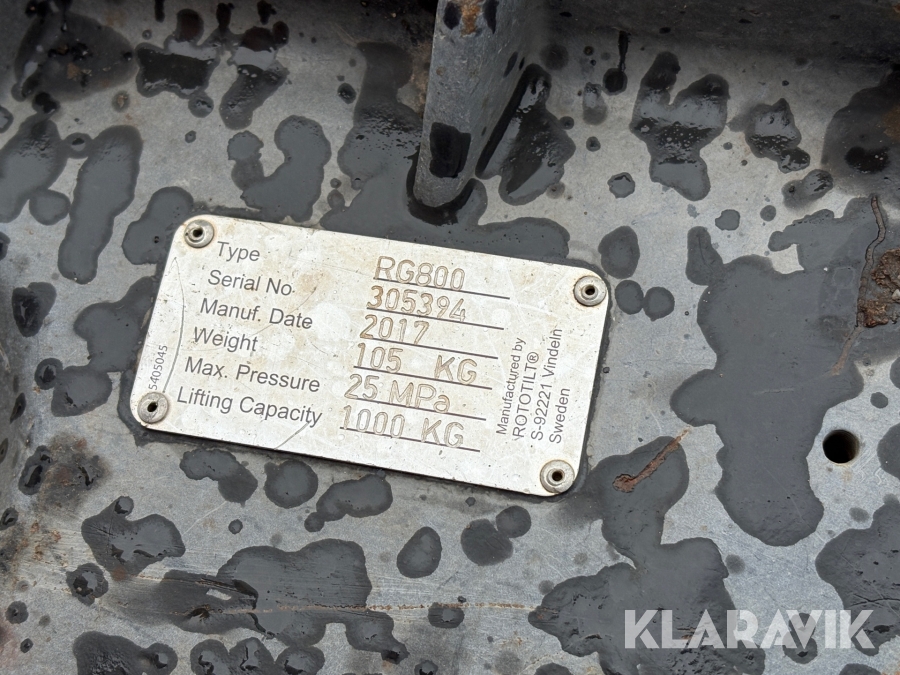 Type RG800
Serial No 305394
Manuf. Date 2017
Weight 105 KG
Max. Pressure 25 MPa
Lifting Capacity 1000 KG
5405045
Manufactured by
ROTOTILT®
S-92221 Vindeln
Sweden
KLARAVIK